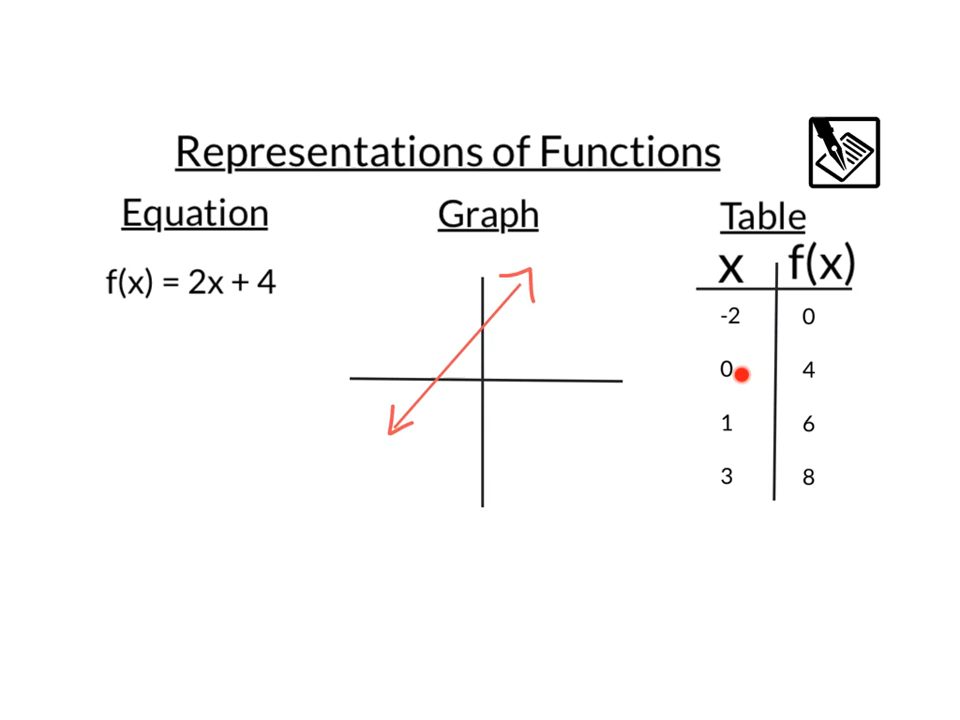 Representations of Functions
Equation
f(x) = 2x + 4
Graph
Table
x f(x)
-2 0
0 4
1 6
3 8